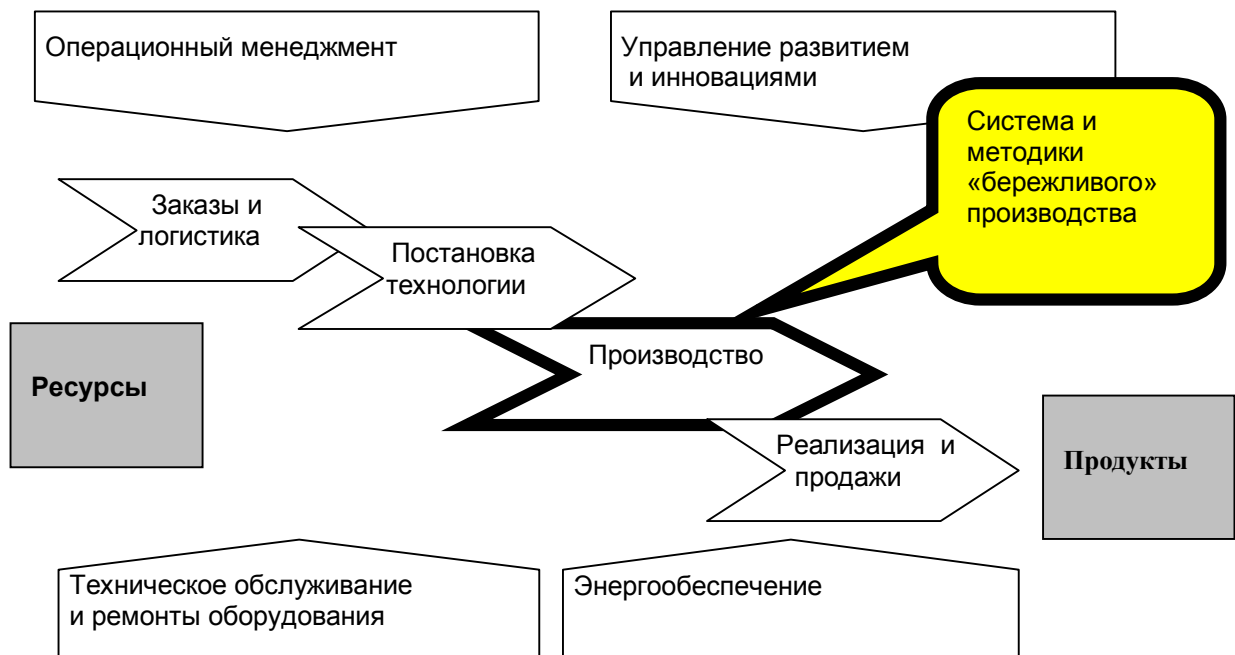 Операционный менеджмент
Управление развитием
и инновациями
Система и
методики
«бережливого»
производства
Заказы и
логистика
Постановка
технологии
Производство
Ресурсы
Реализация и
продажи
Продукты
Техническое обслуживание
и ремонты оборудования
Энергообеспечение